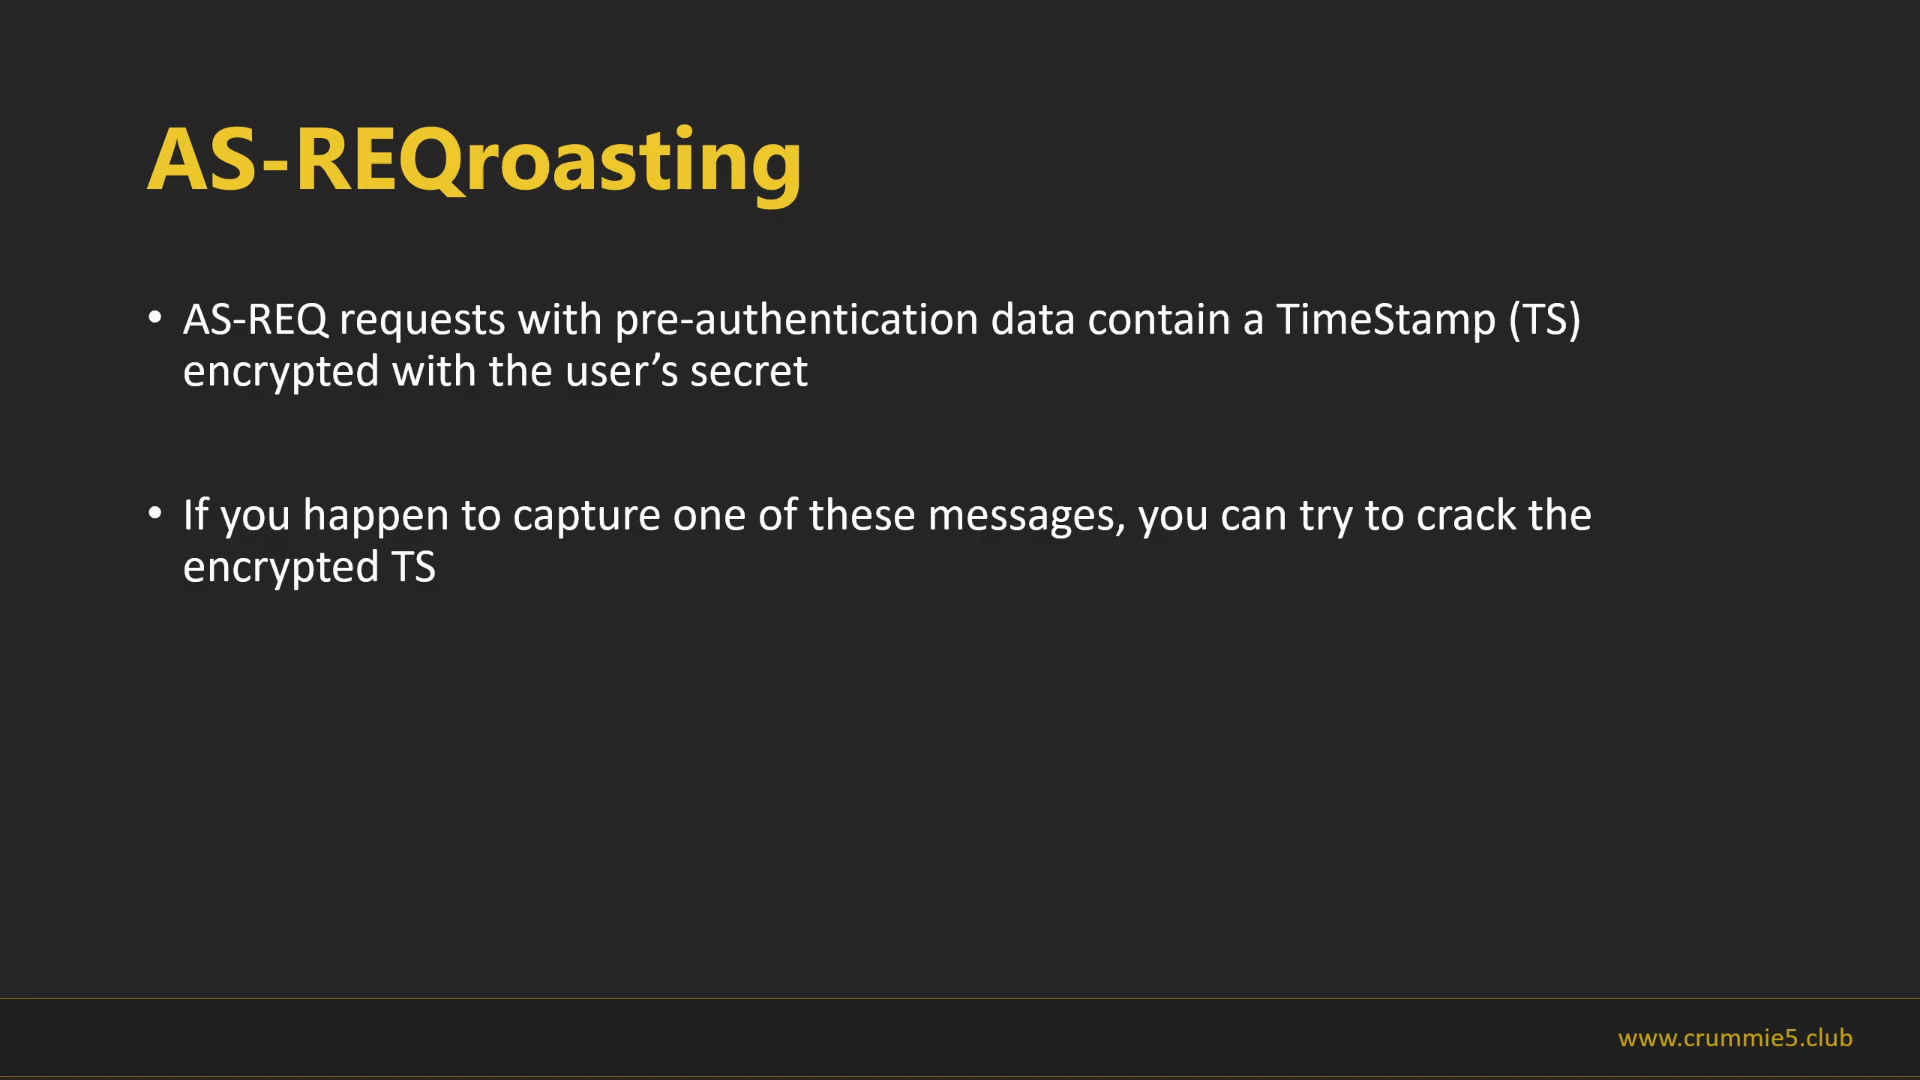 AS-REQroasting
• AS-REQ requests with pre-authentication data contain a TimeStamp (TS)
encrypted with the user’s secret
• If you happen to capture one of these messages, you can try to crack the
encrypted TS
www.crummie5.club